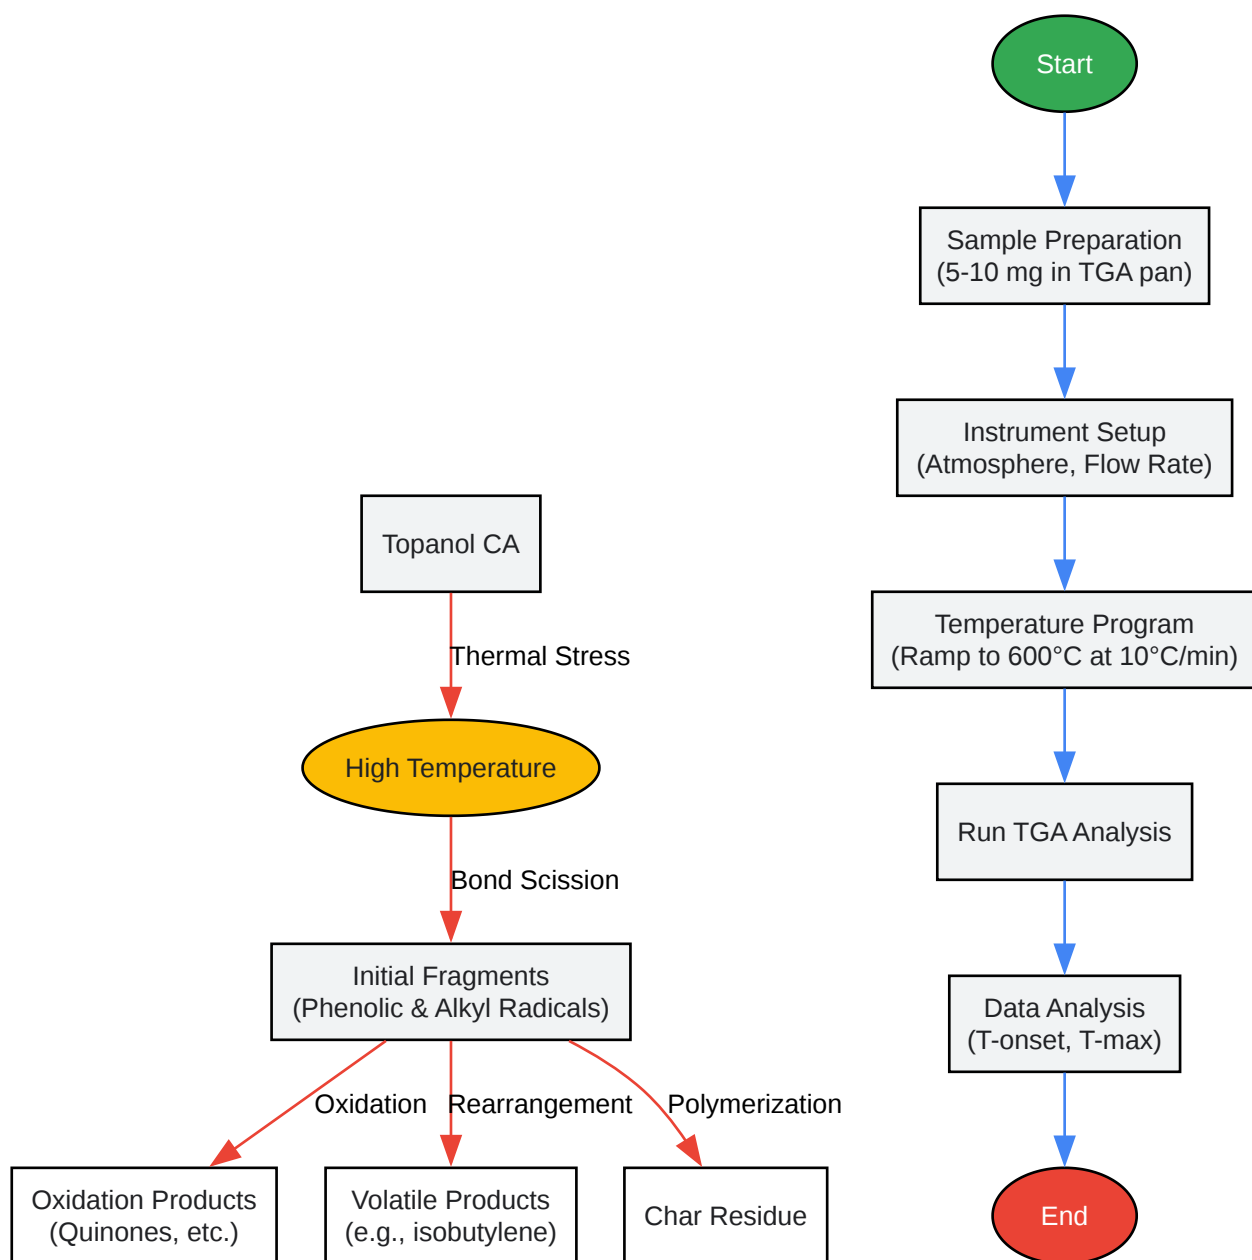 Start
Sample Preparation
(5-10 mg in TGA pan)
Instrument Setup
(Atmosphere, Flow Rate)
Temperature Program
(Ramp to 600°C at 10°C/min)
Run TGA Analysis
Data Analysis
(T-onset, T-max)
End
Topanol CA
Thermal Stress
High Temperature
Bond Scission
Initial Fragments
(Phenolic & Alkyl Radicals)
Oxidation
Rearrangement
Polymerization
Oxidation Products
(Quinones, etc.)
Volatile Products
(e.g., isobutylene)
Char Residue